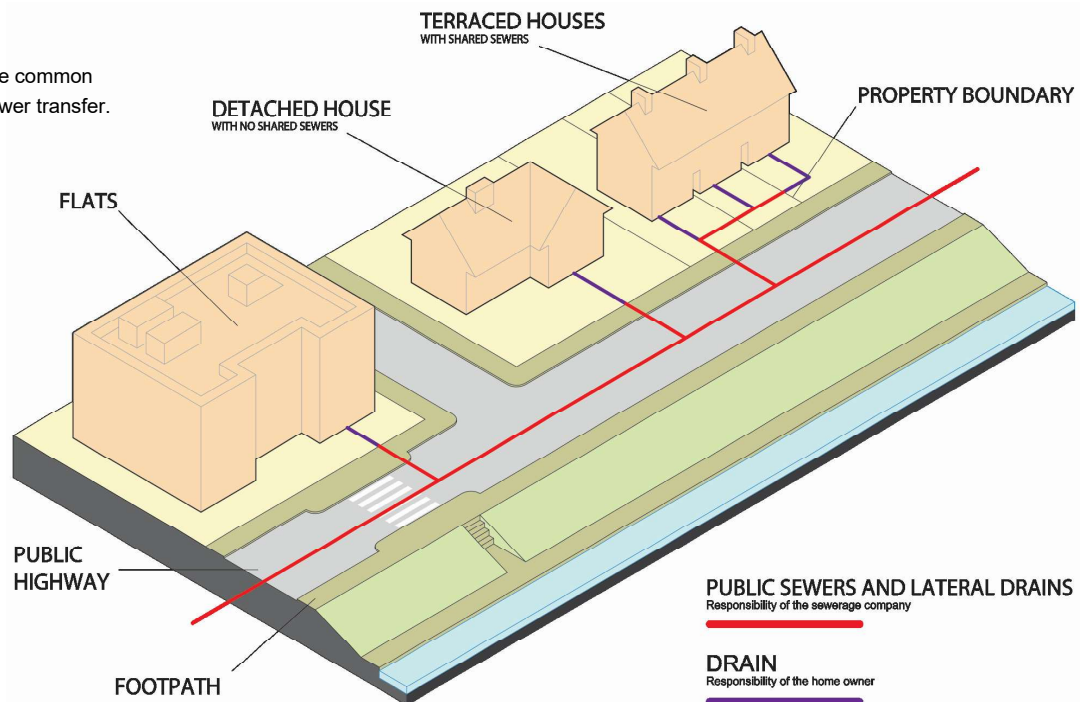 TERRACED HOUSES
WITH SHARED SEWERS
common
transfer.
DETACHED HOUSE
WITH NO SHARED SEWERS
PROPERTY BOUNDARY
FLATS
PUBLIC
HIGHWAY
FOOTPATH
PUBLIC SEWERS AND LATERAL DRAINS
Responsibility of the sewerage company
DRAIN
Responsibility of the home owner